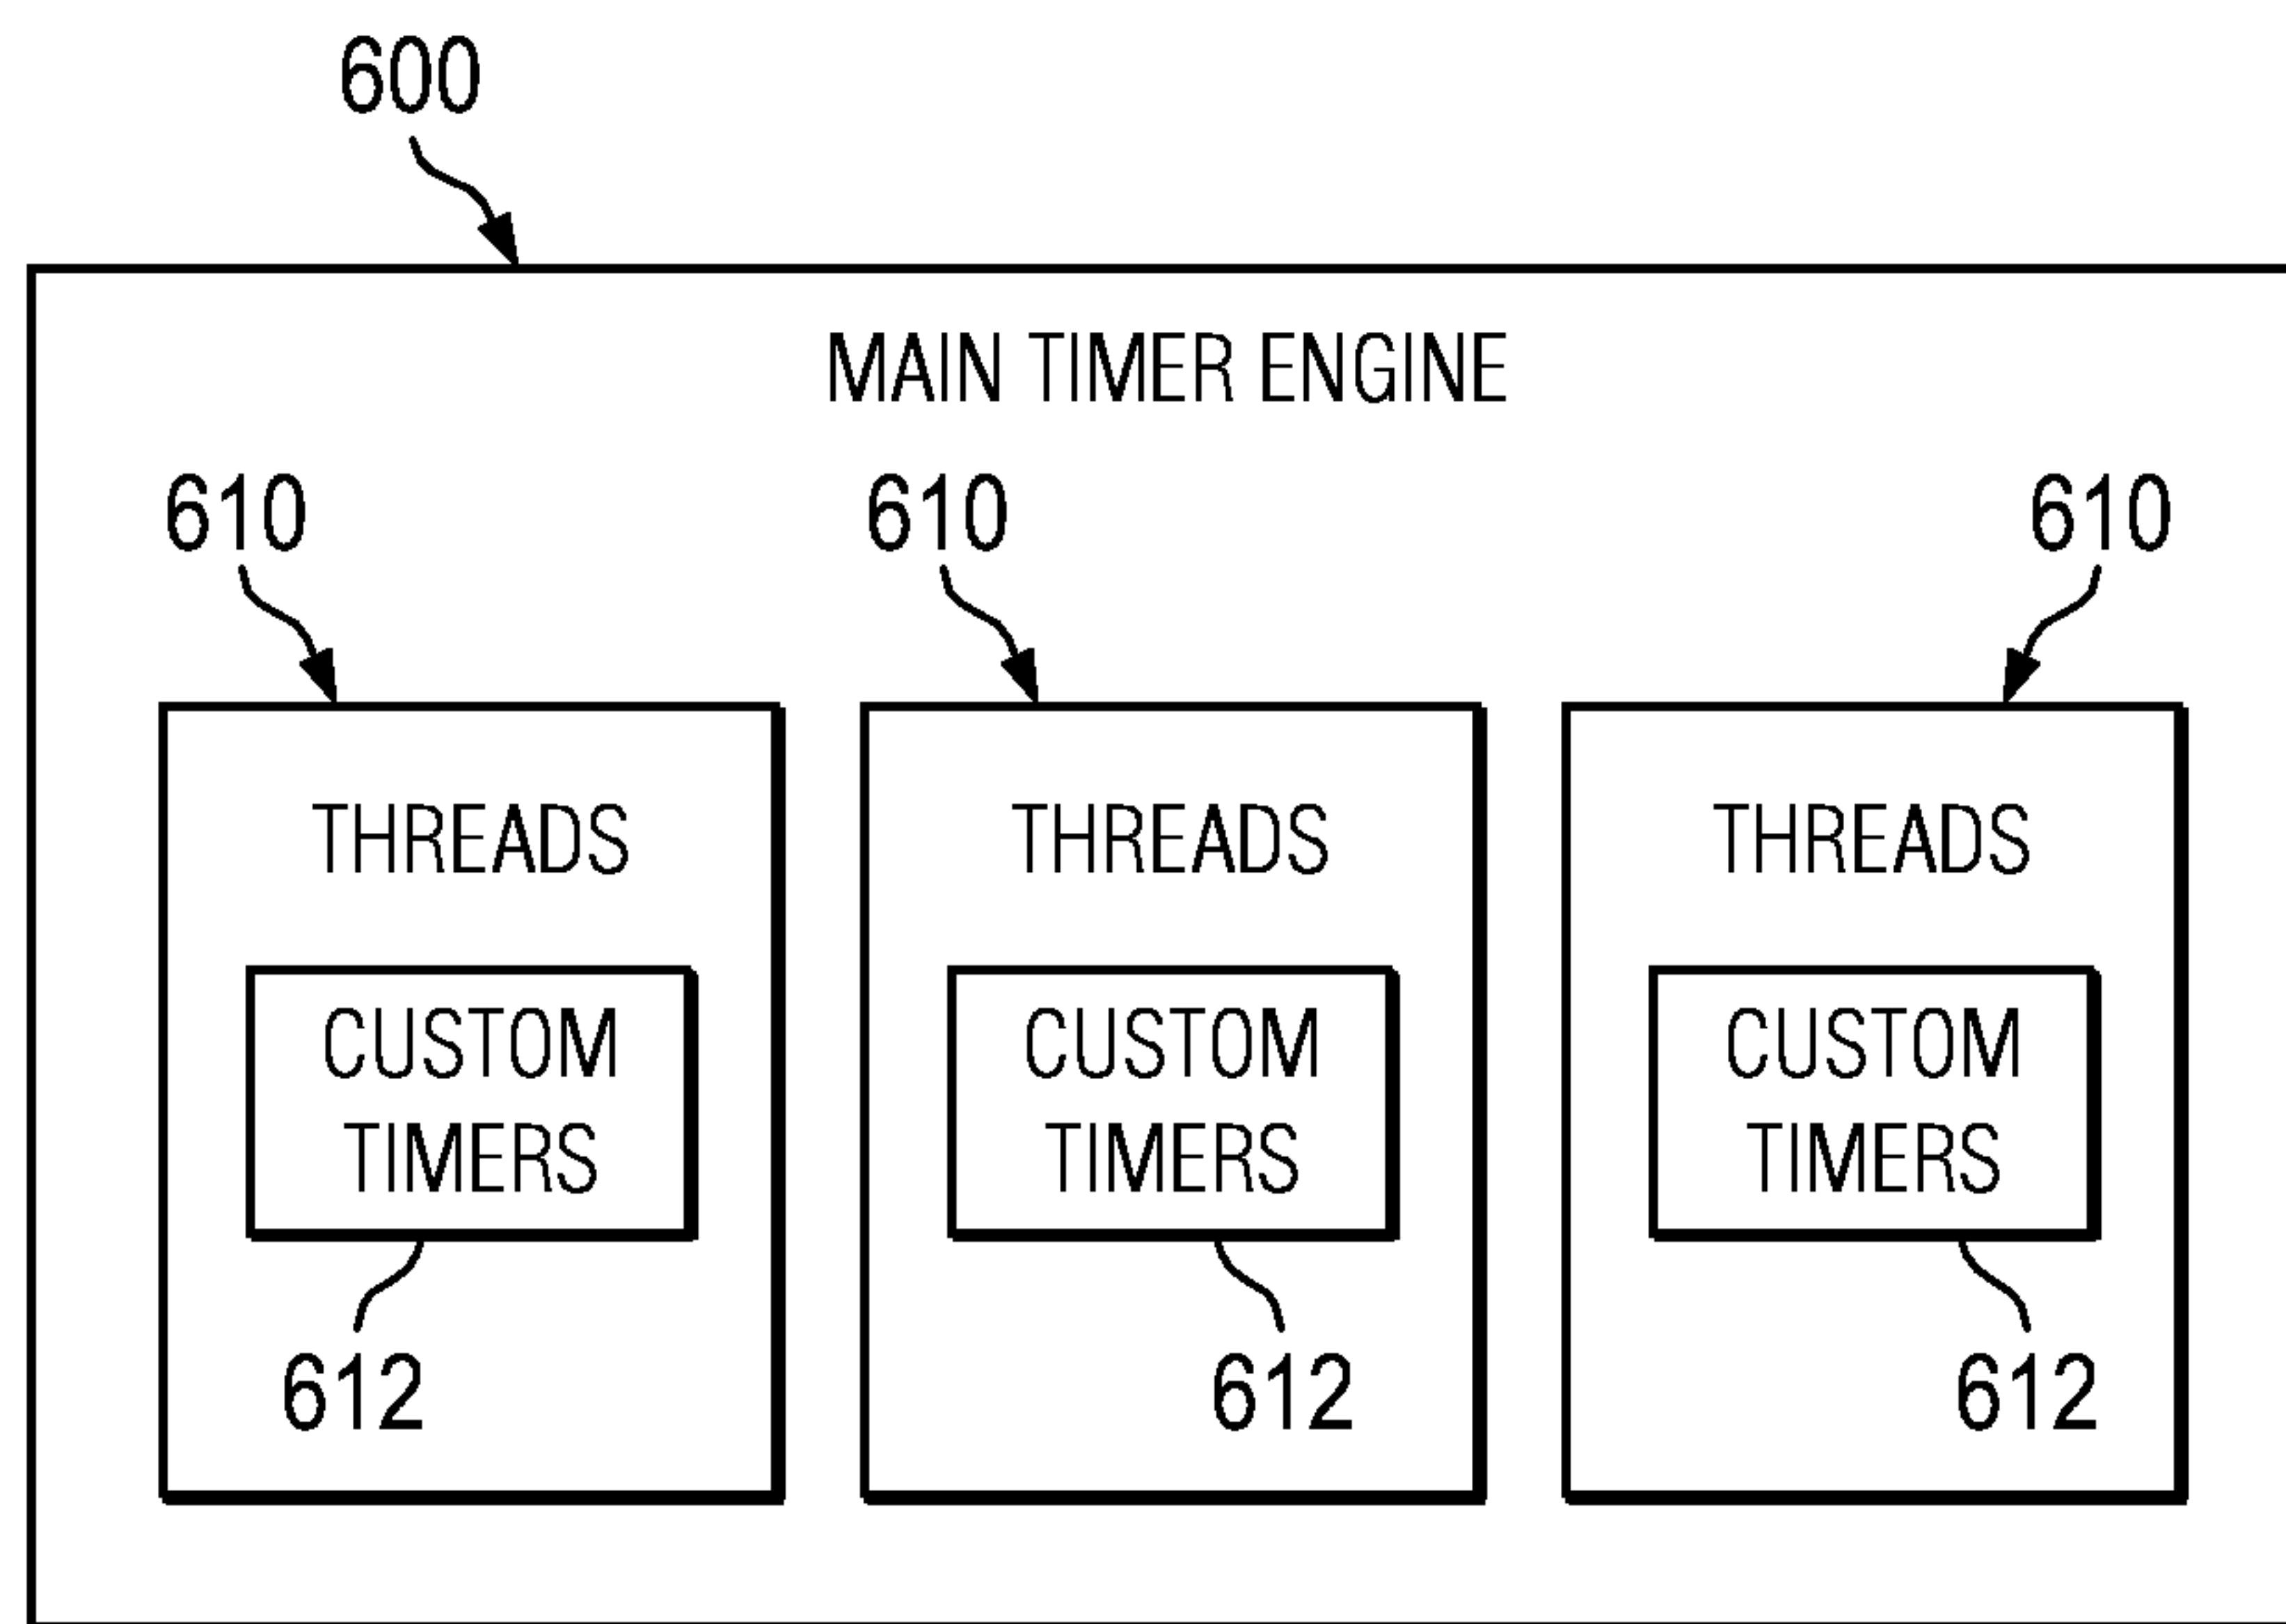 600
MAIN TIMER ENGINE
610 610 610
THREADS THREADS THREADS
CUSTOM CUSTOM CUSTOM
TIMERS TIMERS TIMERS
612 612 612